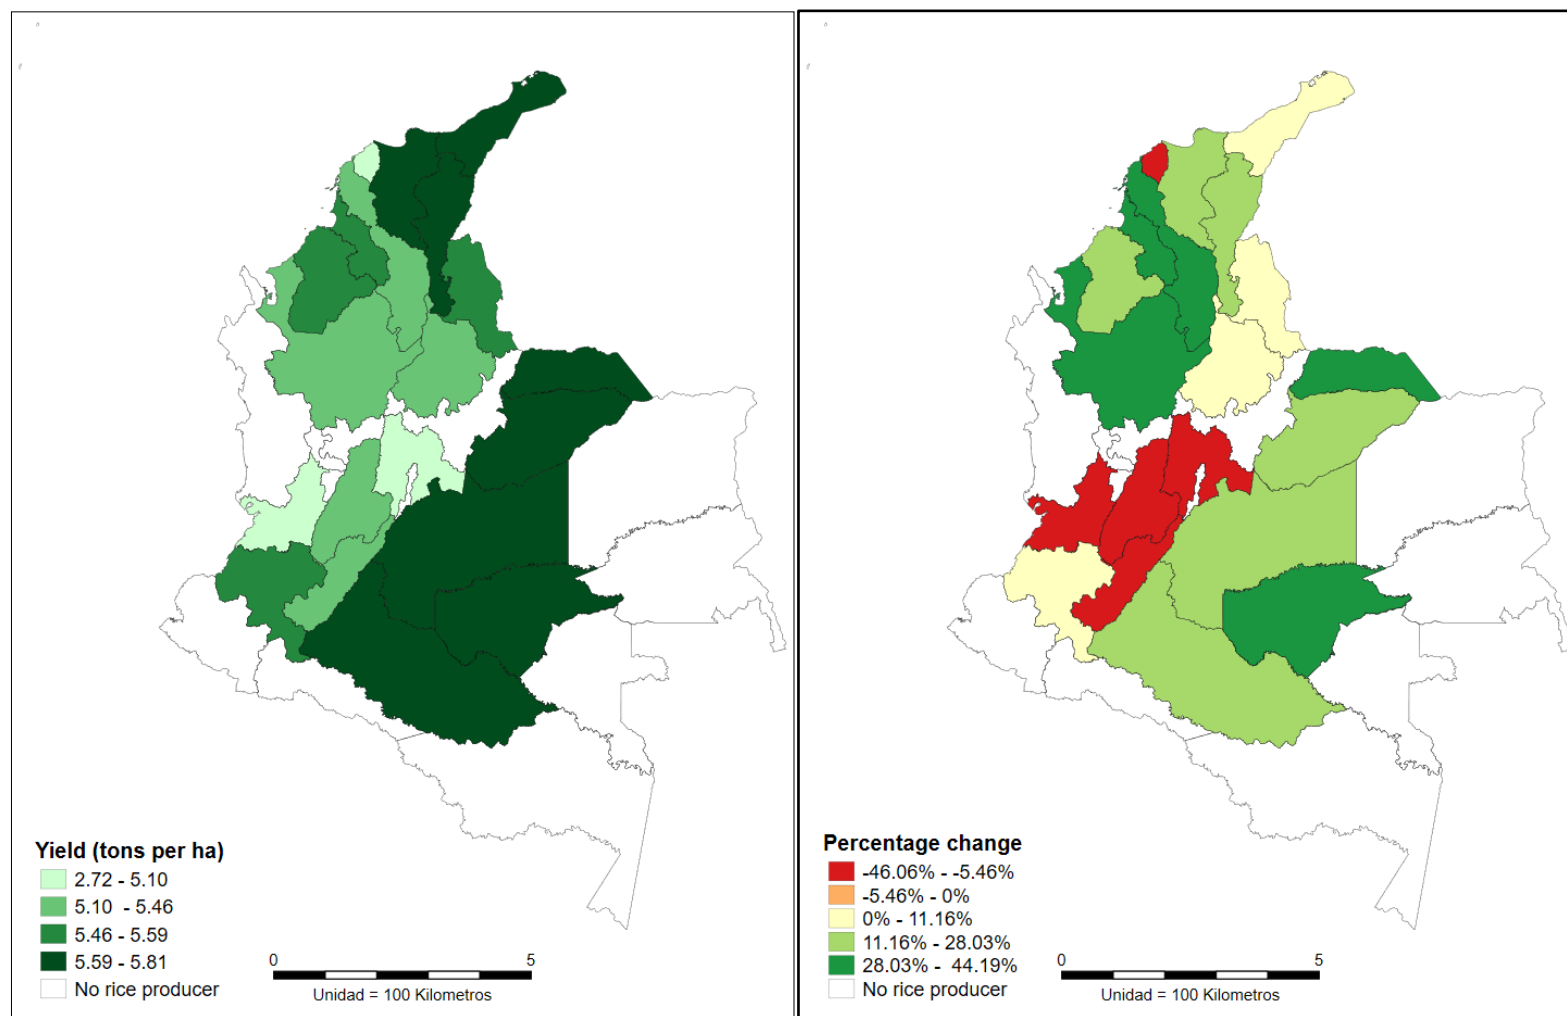 Yield (tons per ha)
2.72 - 5.10
5.10 - 5.46
5.46 - 5.59
5.59 - 5.81
No rice producer
0 5
Unidad = 100 Kilometros
Percentage change
-46.06% - -5.46%
-5.46% - 0%
0% - 11.16%
11.16% - 28.03%
28.03% - 44.19%
No rice producer
0 5
Unidad = 100 Kilometros